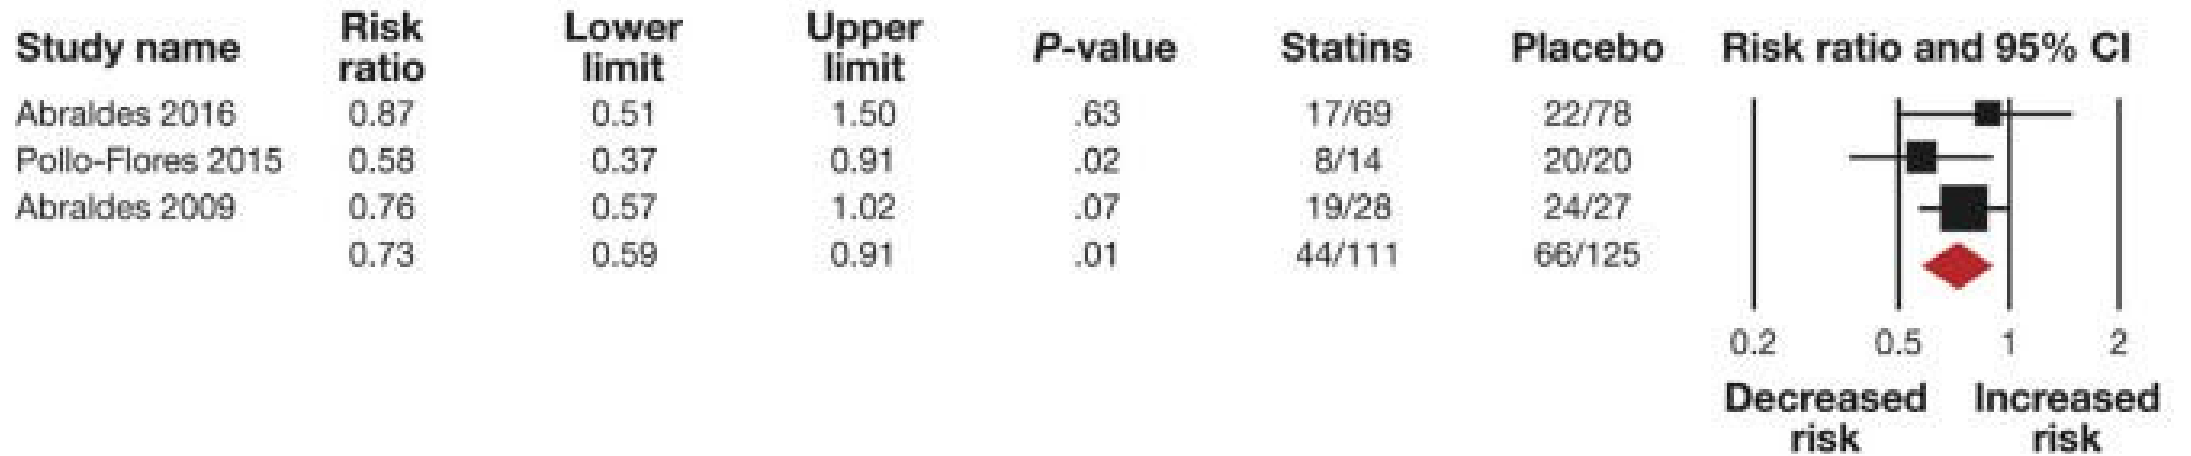 Study name Risk ratio Lower limit Upper limit P-value Statins Placebo Risk ratio and 95% CI
Abraldes 2016 0.87 0.51 1.50 .63 17/69 22/78
Pollo-Flores 2015 0.58 0.37 0.91 .02 8/14 20/20
Abraldes 2009 0.76 0.57 1.02 .07 19/28 24/27
0.73 0.59 0.91 .01 44/111 66/125
0.2 0.5 1 2
Decreased risk Increased risk